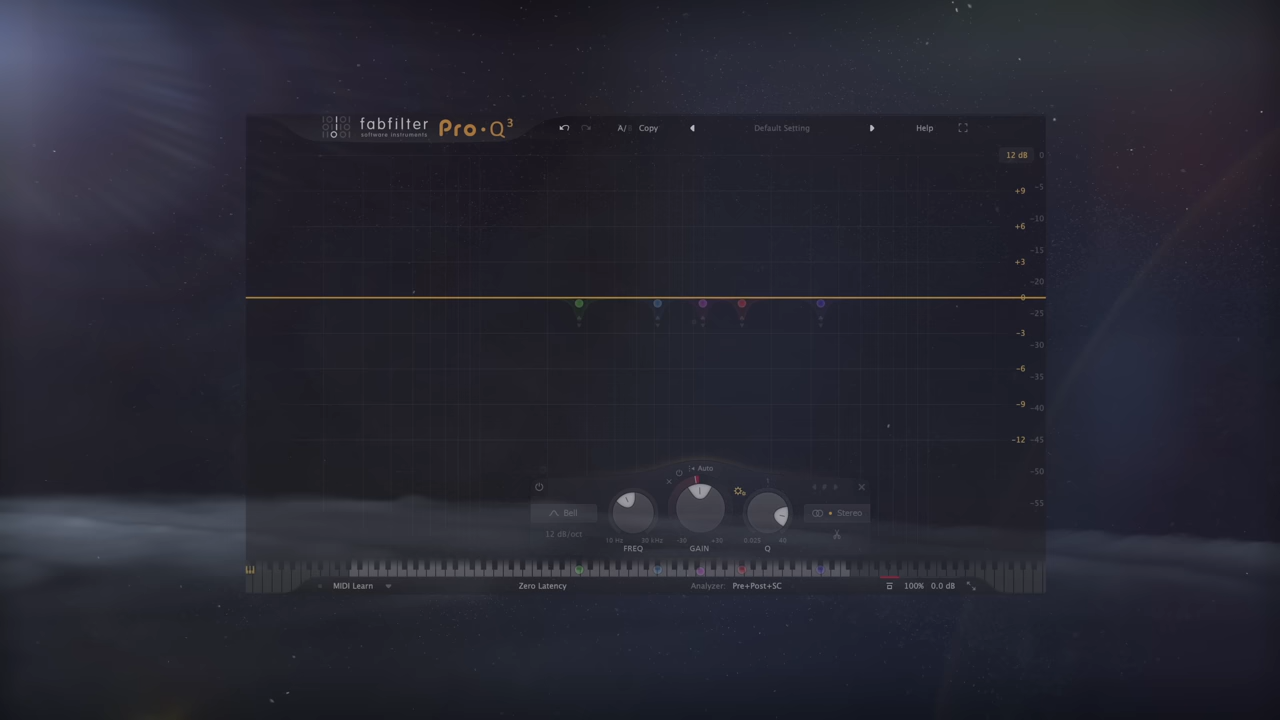 fabfilter
software instruments
Pro·Q3
A/B Copy
Default Setting
Help
12 dB 0
-5
+9
-10
+6
-15
+3
-20
0
-25
-3
-30
-6
-35
-9
-40
-12 -45
-50
-55
Auto
Bell
12 dB/oct
10 Hz 30 kHz
FREQ
-30 +30
GAIN
0.025 40
Q
Stereo
MIDI Learn
Zero Latency
Analyzer: Pre+Post+SC
100% 0.0 dB